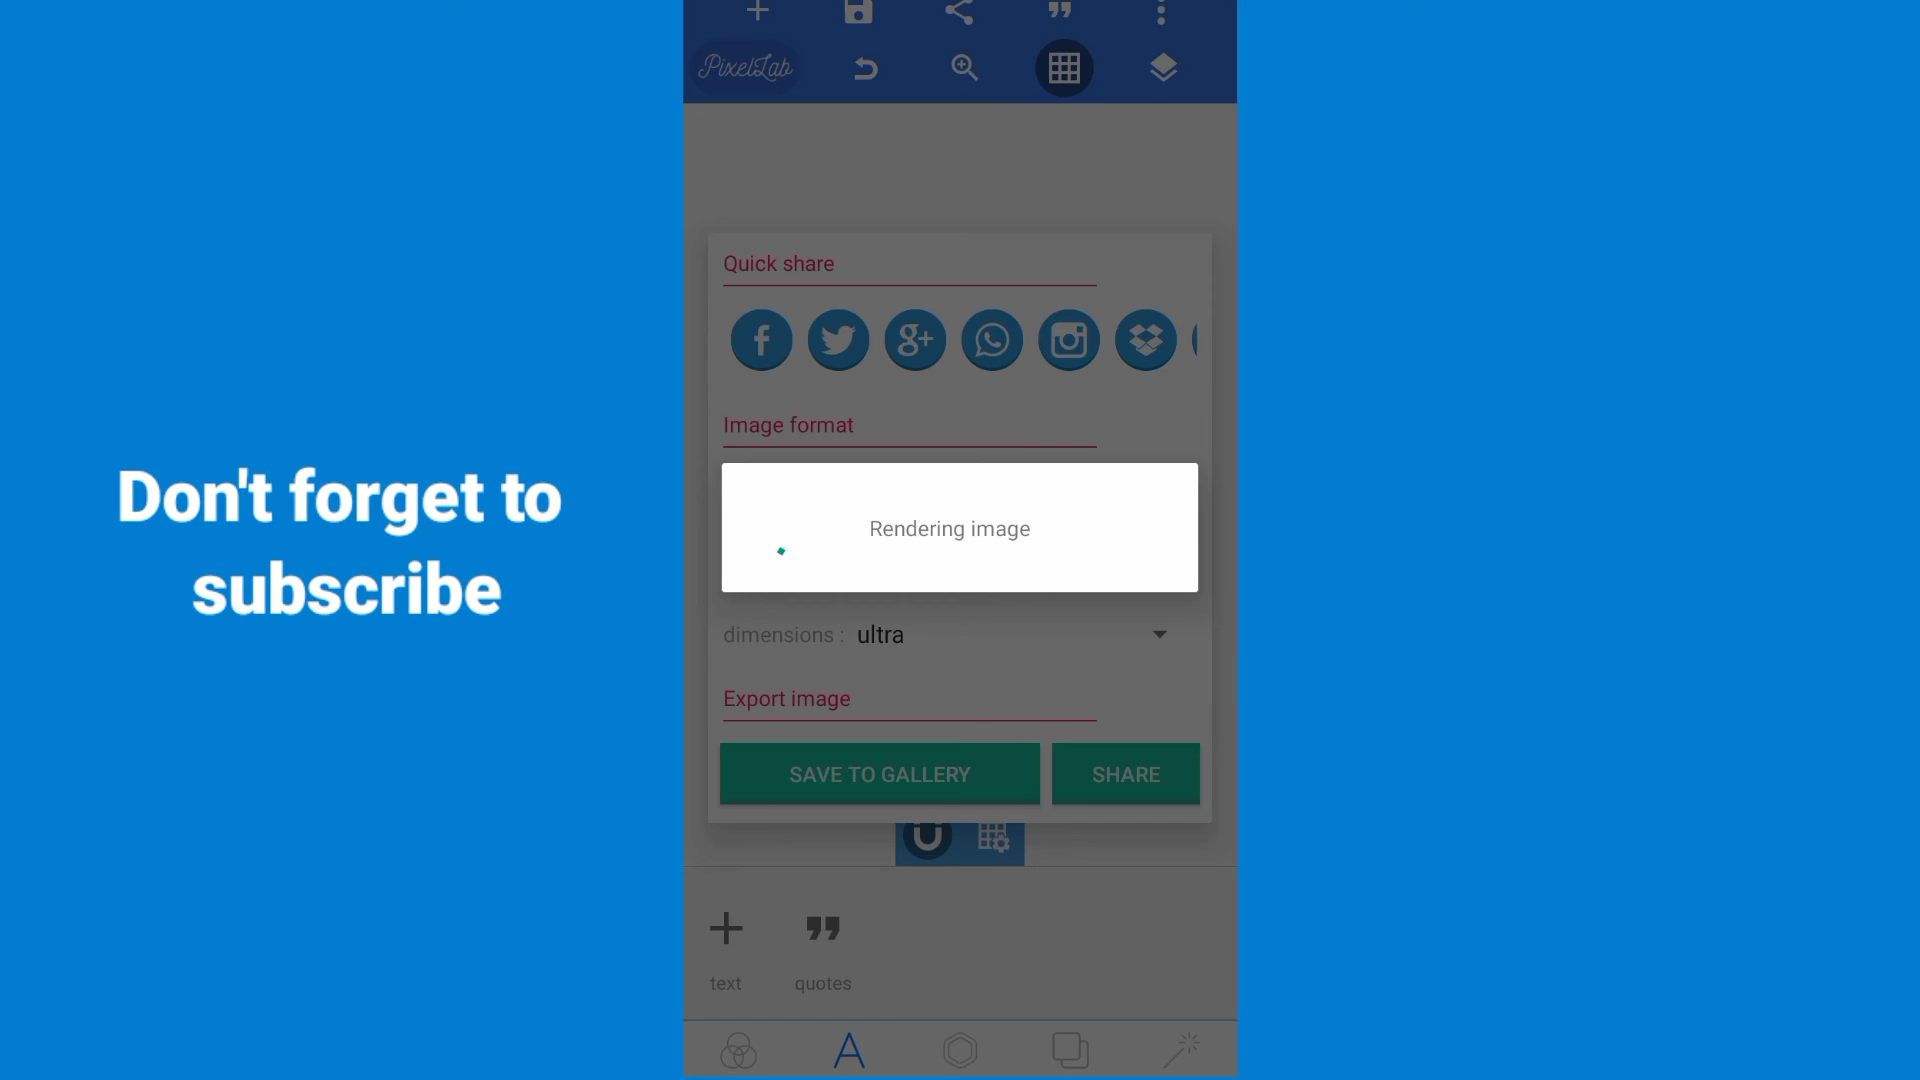 PixelLab
Quick share
Image format
Don't forget to
subscribe
Rendering image
dimensions : ultra
Export image
SAVE TO GALLERY
SHARE
text
quotes